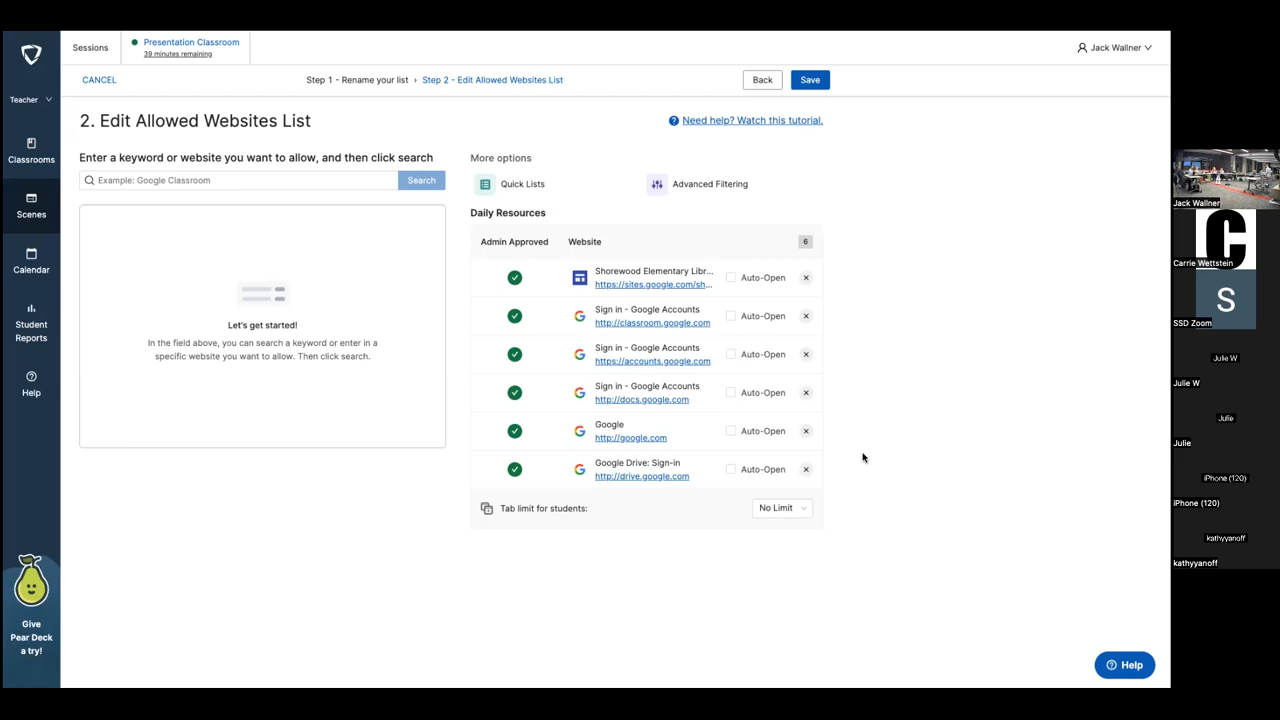 Sessions
Presentation Classroom
39 minutes remaining
Jack Wallner
CANCEL
Step 1 - Rename your list › Step 2 - Edit Allowed Websites List
Back
Save
Teacher
Classrooms
Scenes
Calendar
Student
Reports
Help
Give
Pear Deck
a try!
2. Edit Allowed Websites List
Need help? Watch this tutorial.
Enter a keyword or website you want to allow, and then click search
Example: Google Classroom
Search
Let's get started!
In the field above, you can search a keyword or enter in a
specific website you want to allow. Then click search.
More options
Quick Lists
Advanced Filtering
Daily Resources
Admin Approved Website 6
Shorewood Elementary Libr...
https://sites.google.com/sh...
Auto-Open
Sign in - Google Accounts
http://classroom.google.com
Auto-Open
Sign in - Google Accounts
https://accounts.google.com
Auto-Open
Sign in - Google Accounts
http://docs.google.com
Auto-Open
Google
http://google.com
Auto-Open
Google Drive: Sign-in
http://drive.google.com
Auto-Open
Tab limit for students: No Limit
Help
Jack Wallner
C
Carrie Wettstein
S
SSD Zoom
Julie W
Julie W
Julie
Julie
iPhone (120)
iPhone (120)
kathyyanoff
kathyyanoff